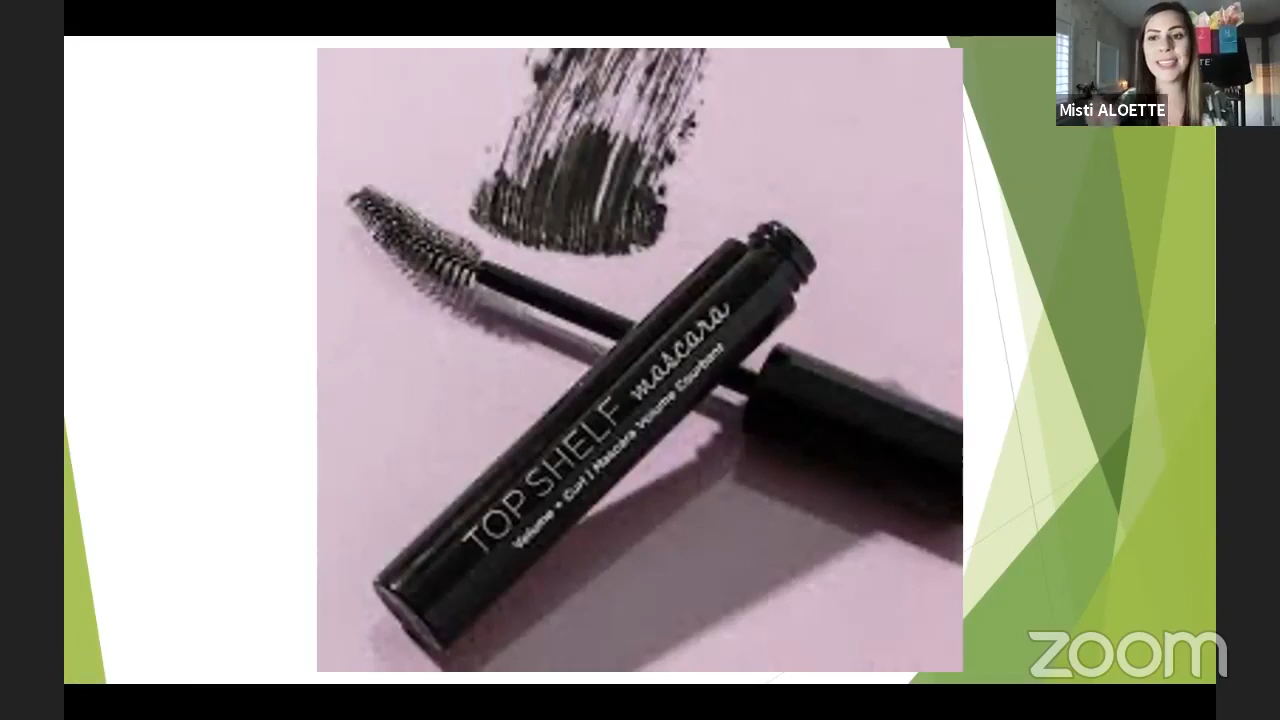 Misti ALOETTE
TOP SHELF mascara
Volume + Curl | Mascara Volume Courbant
zoom